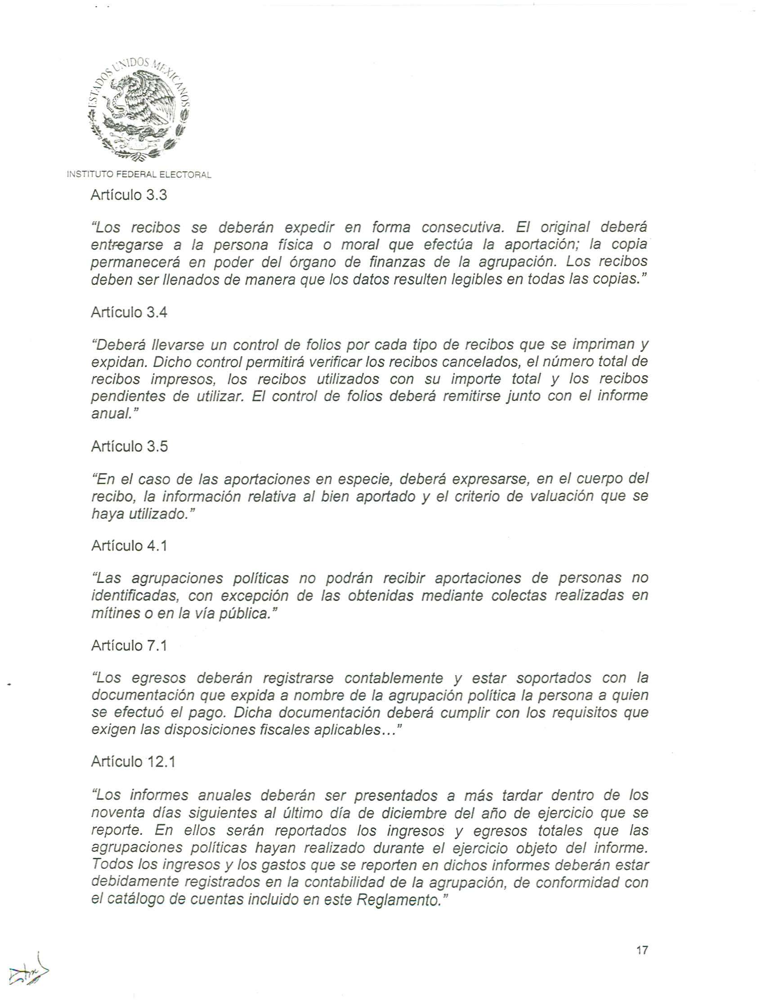 ESTADOS UNIDOS MEXICANOS
INSTITUTO FEDERAL ELECTORAL
Artículo 3.3
“Los recibos se deberán expedir en forma consecutiva. El original deberá
entregarse a la persona física o moral que efectúa la aportación; la copia
permanecerá en poder del órgano de finanzas de la agrupación. Los recibos
deben ser llenados de manera que los datos resulten legibles en todas las copias.”
Artículo 3.4
“Deberá llevarse un control de folios por cada tipo de recibos que se impriman y
expidan. Dicho control permitirá verificar los recibos cancelados, el número total de
recibos impresos, los recibos utilizados con su importe total y los recibos
pendientes de utilizar. El control de folios deberá remitirse junto con el informe
anual.”
Artículo 3.5
“En el caso de las aportaciones en especie, deberá expresarse, en el cuerpo del
recibo, la información relativa al bien aportado y el criterio de valuación que se
haya utilizado.”
Artículo 4.1
“Las agrupaciones políticas no podrán recibir aportaciones de personas no
identificadas, con excepción de las obtenidas mediante colectas realizadas en
mítines o en la vía pública.”
Artículo 7.1
“Los egresos deberán registrarse contablemente y estar soportados con la
documentación que expida a nombre de la agrupación política la persona a quien
se efectuó el pago. Dicha documentación deberá cumplir con los requisitos que
exigen las disposiciones fiscales aplicables...”
Artículo 12.1
“Los informes anuales deberán ser presentados a más tardar dentro de los
noventa días siguientes al último día de diciembre del año de ejercicio que se
reporte. En ellos serán reportados los ingresos y egresos totales que las
agrupaciones políticas hayan realizado durante el ejercicio objeto del informe.
Todos los ingresos y los gastos que se reporten en dichos informes deberán estar
debidamente registrados en la contabilidad de la agrupación, de conformidad con
el catálogo de cuentas incluido en este Reglamento.”
17